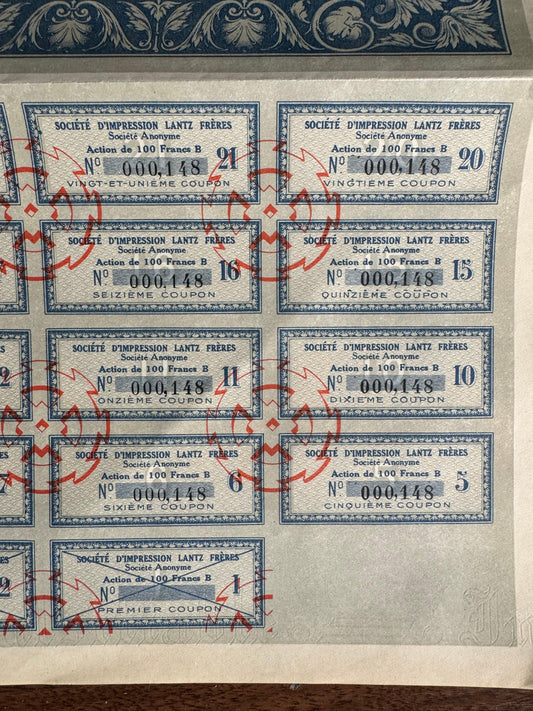 SOCIÉTÉ D'IMPRESSION LANTZ FRÈRES
Société Anonyme
Action de 100 Francs B
Nº 000,148 21
VINGT-ET-UNIÈME COUPON
SOCIÉTÉ D'IMPRESSION LANTZ FRÈRES
Société Anonyme
Action de 100 Francs B
Nº 000,148 20
VINGTIÈME COUPON
SOCIÉTÉ D'IMPRESSION LANTZ FRÈRES
Société Anonyme
Action de 100 Francs B
Nº 000,148 16
SEIZIÈME COUPON
SOCIÉTÉ D'IMPRESSION LANTZ FRÈRES
Société Anonyme
Action de 100 Francs B
Nº 000,148 15
QUINZIÈME COUPON
2
SOCIÉTÉ D'IMPRESSION LANTZ FRÈRES
Société Anonyme
Action de 100 Francs B
Nº 000,148 11
ONZIÈME COUPON
SOCIÉTÉ D'IMPRESSION LANTZ FRÈRES
Société Anonyme
Action de 100 Francs B
Nº 000,148 10
DIXIÈME COUPON
7
SOCIÉTÉ D'IMPRESSION LANTZ FRÈRES
Société Anonyme
Action de 100 Francs B
Nº 000,148 6
SIXIÈME COUPON
SOCIÉTÉ D'IMPRESSION LANTZ FRÈRES
Société Anonyme
Action de 100 Francs B
Nº 000,148 5
CINQUIÈME COUPON
2
SOCIÉTÉ D'IMPRESSION LANTZ FRÈRES
Société Anonyme
Action de 100 Francs B
Nº 1
PREMIER COUPON